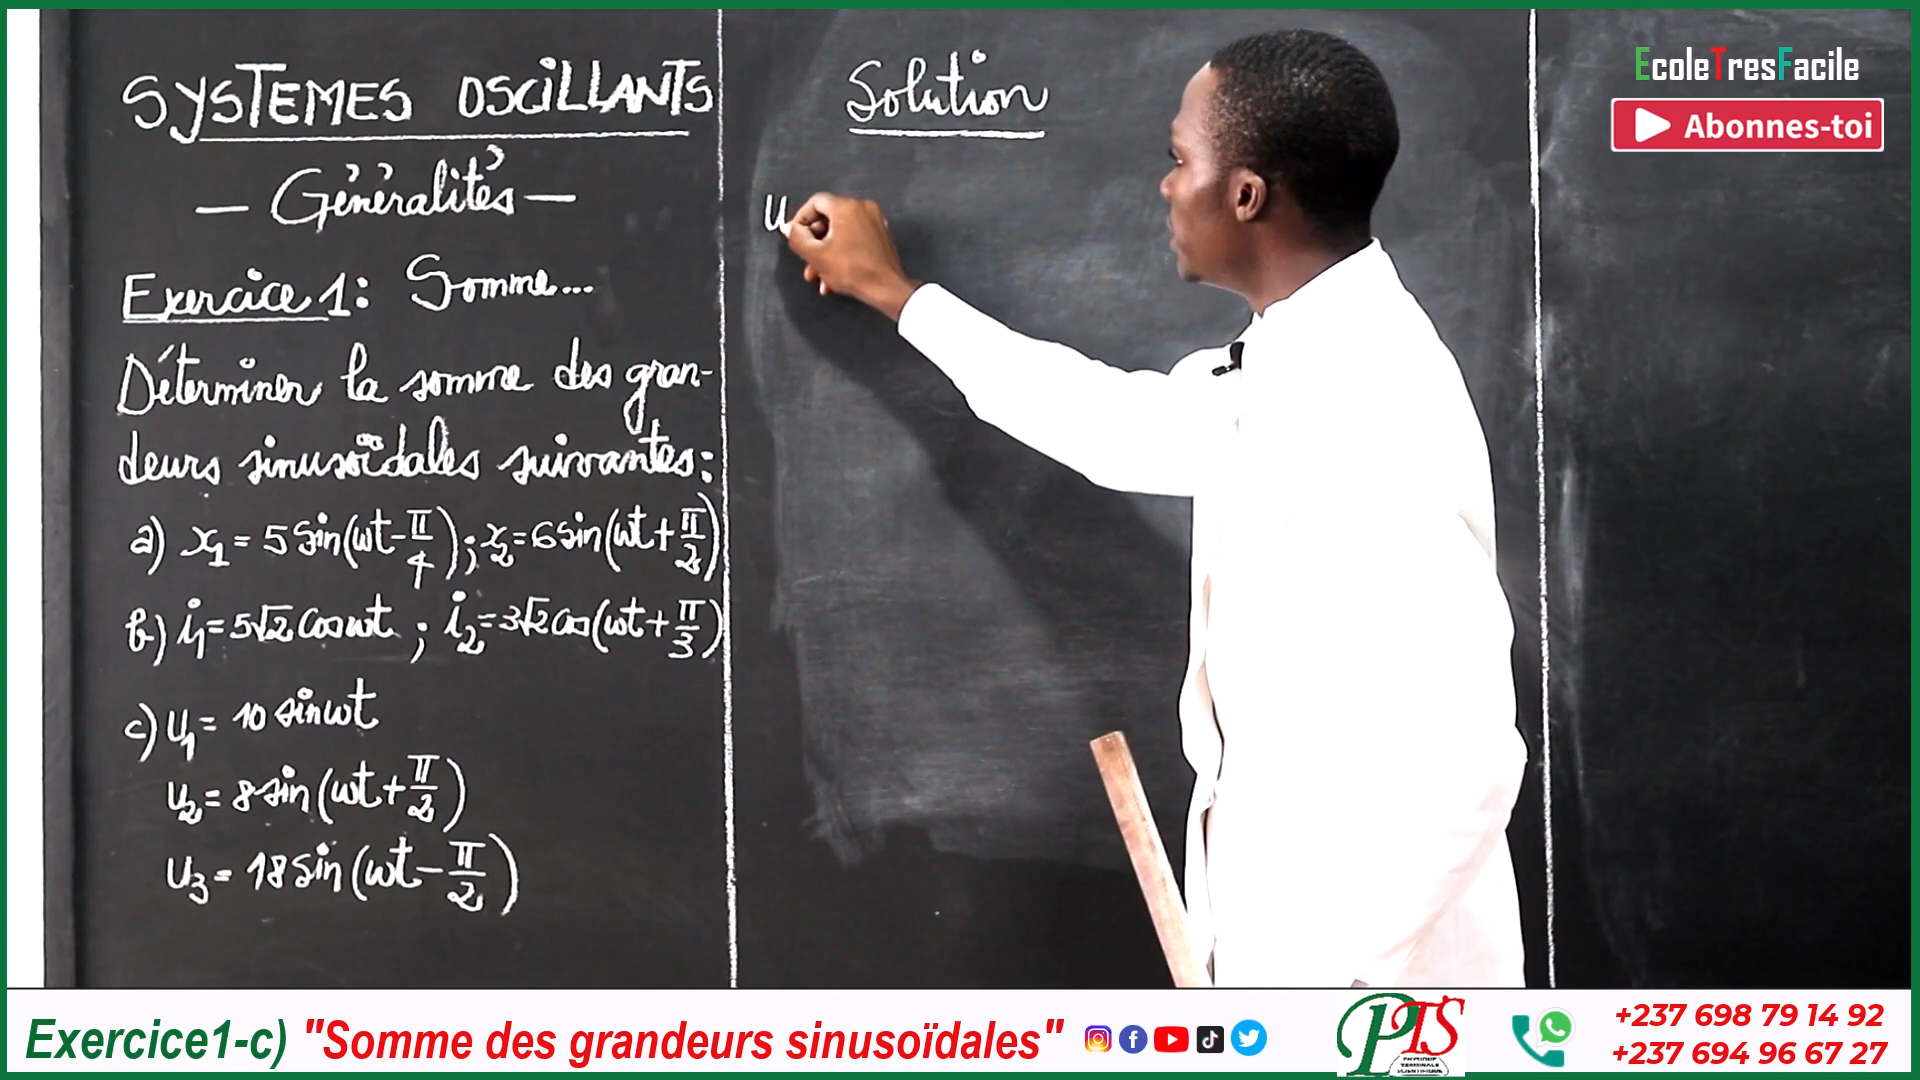 SYSTEMES OSCILLANTS
— Généralités —
Exercice 1: Somme...
Déterminer la somme des gran-
deurs sinusoïdales suivantes:
a) x₁ = 5 sin(ωt - π/4); x₂ = 6 sin(ωt + π/2)
b) i₁ = 5√2 cos ωt ; i₂ = 3√2 cos(ωt + π/3)
c) u₁ = 10 sin ωt
u₂ = 8 sin(ωt + π/2)
u₃ = 18 sin(ωt - π/2)
Solution
u
EcoleTresFacile
Abonnes-toi
Exercice1-c) "Somme des grandeurs sinusoïdales"
PTS
PHYSIQUE
TERMINALE
SCIENTIFIQUE
+237 698 79 14 92
+237 694 96 67 27